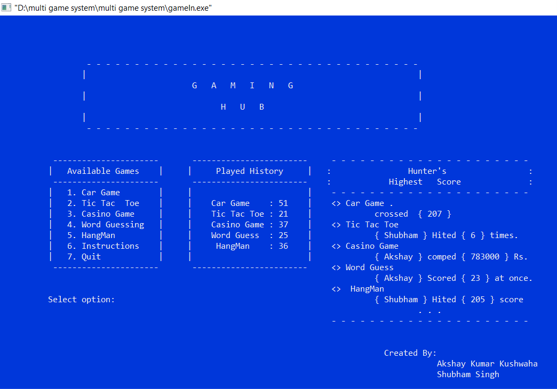 "D:\multi game system\multi game system\gameIn.exe"
G A M I N G
H U B
Available Games
1. Car Game
2. Tic Tac Toe
3. Casino Game
4. Word Guessing
5. HangMan
6. Instructions
7. Quit
Select option:
Played History
Car Game : 51
Tic Tac Toe : 21
Casino Game : 37
Word Guess : 25
HangMan : 36
: Hunter's :
: Highest Score :
<> Car Game .
crossed { 207 }
<> Tic Tac Toe
{ Shubham } Hited { 6 } times.
<> Casino Game
{ Akshay } comped { 783000 } Rs.
<> Word Guess
{ Akshay } Scored { 23 } at once.
<> HangMan
{ Shubham } Hited { 205 } score
. . .
Created By:
Akshay Kumar Kushwaha
Shubham Singh